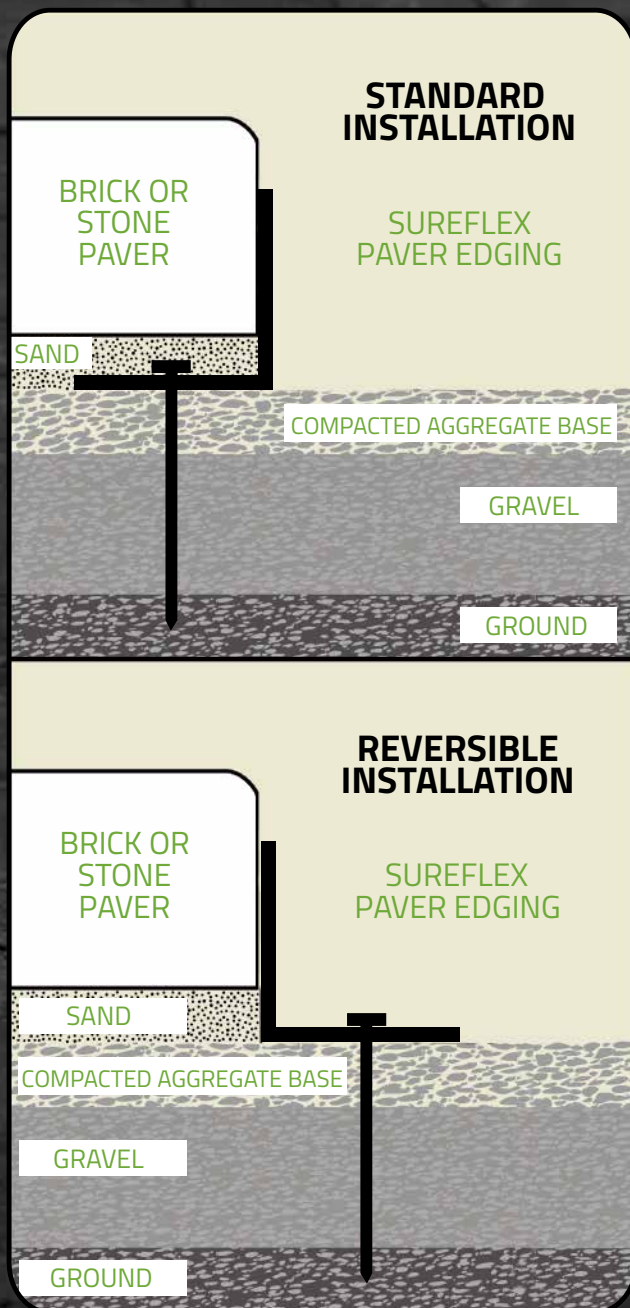 STANDARD
INSTALLATION
BRICK OR
STONE
PAVER
SUREFLEX
PAVER EDGING
SAND
COMPACTED AGGREGATE BASE
GRAVEL
GROUND
REVERSIBLE
INSTALLATION
BRICK OR
STONE
PAVER
SUREFLEX
PAVER EDGING
SAND
COMPACTED AGGREGATE BASE
GRAVEL
GROUND